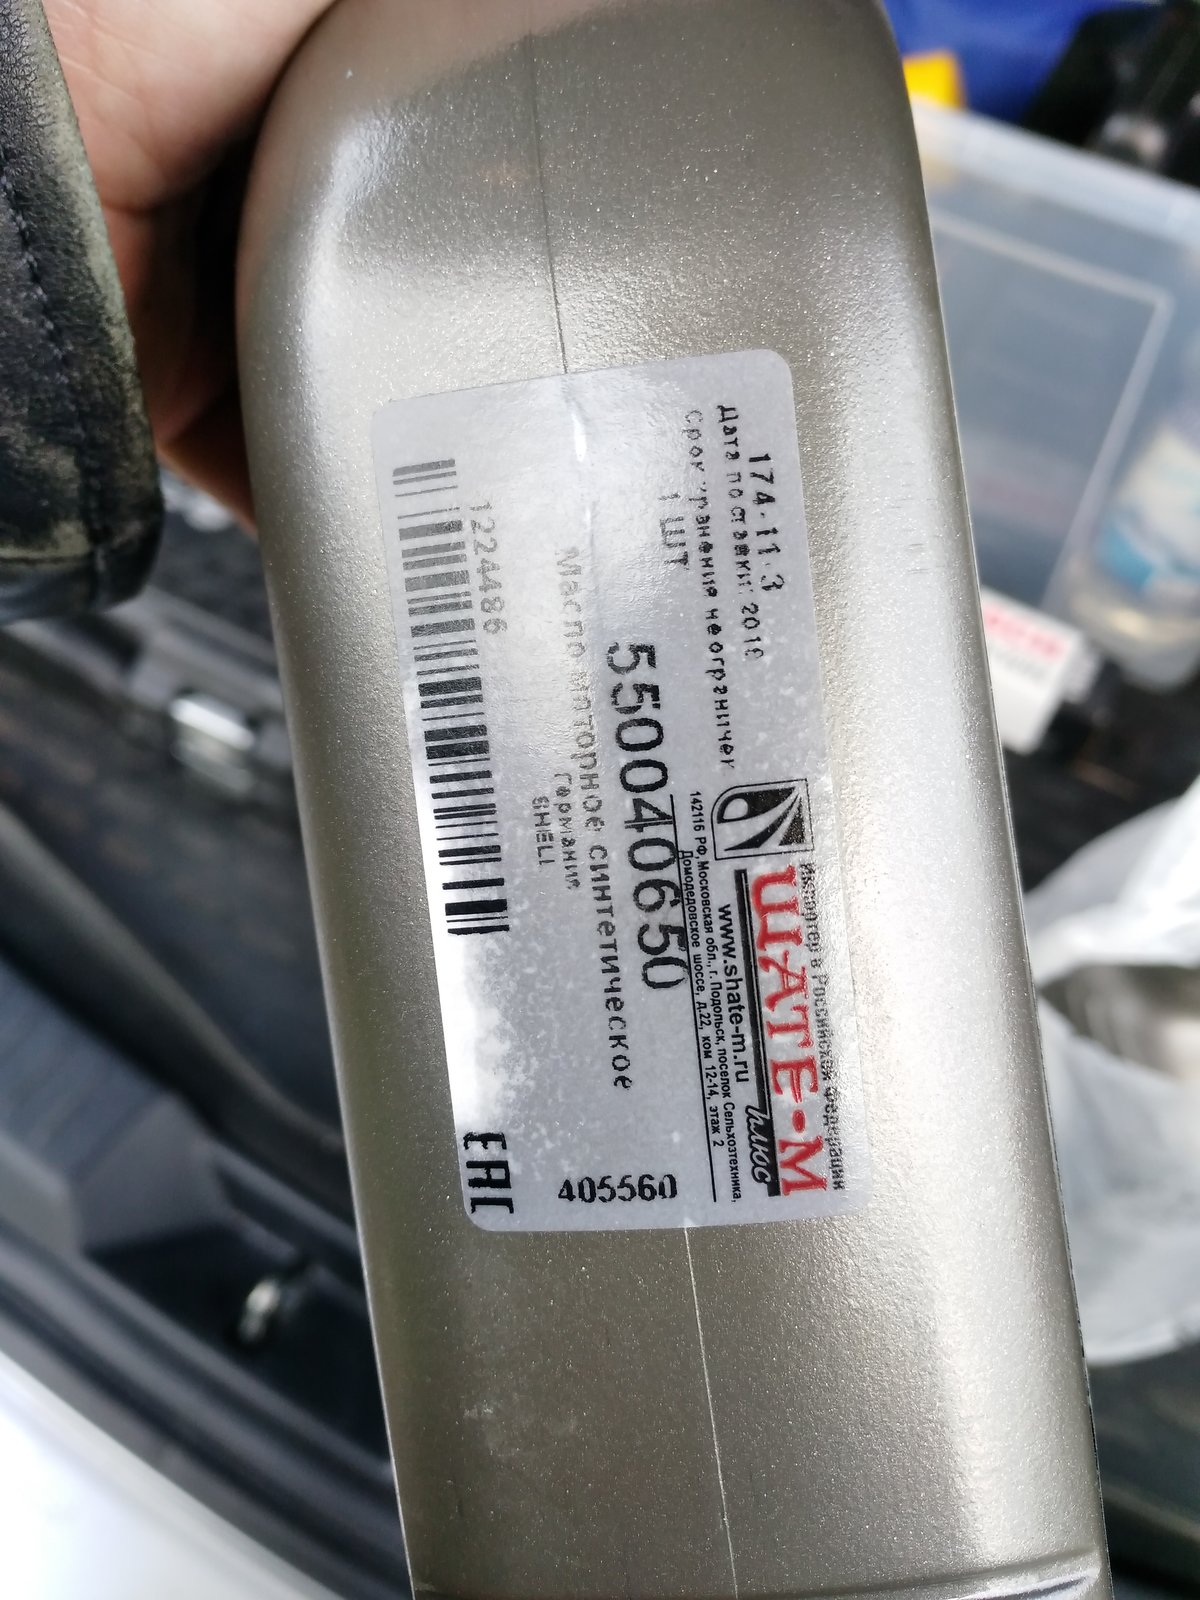 Импортер в Российской Федерации
ШАТЕ-М
плюс
www.shate-m.ru
142116 РФ, Московская обл., г. Подольск, поселок Сельхозтехника,
Домодедовское шоссе, д.22, ком 12-14, этаж 2
174-11-3
Дата поставки:
Срок хранения неограничен
1 ШТ
550040650
Масло моторное синтетическое
Германия
SHELL
1224486
405560
EAC